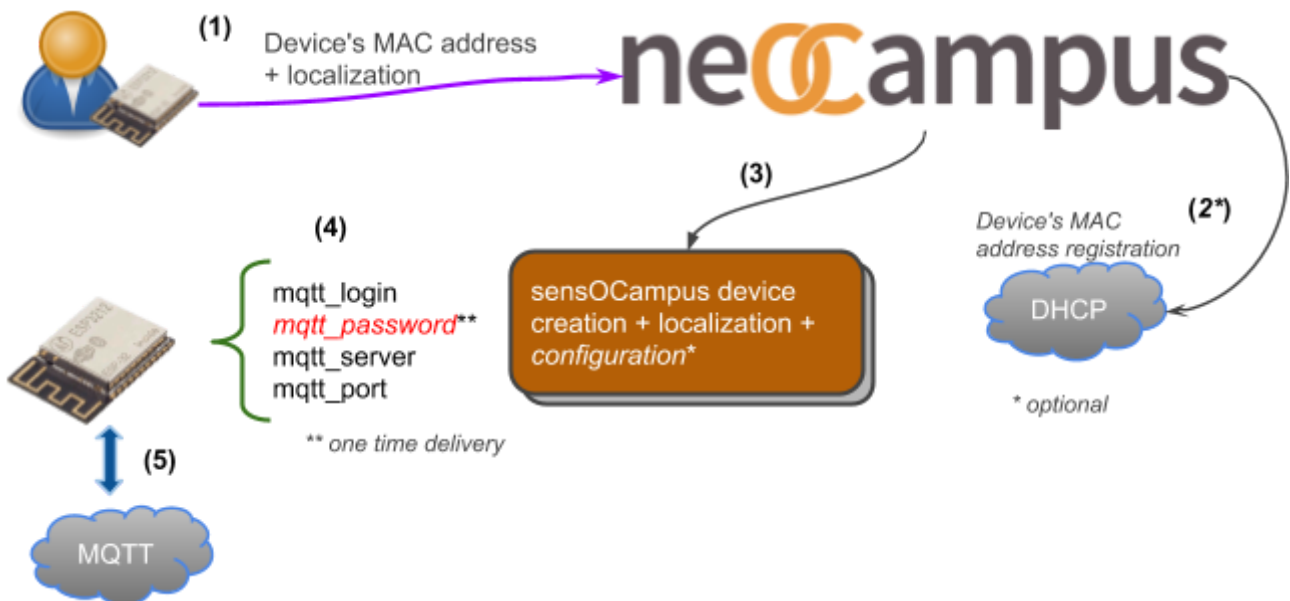 (1)
Device's MAC address
+ localization
neOCampus
(3)
(2*)
Device's MAC
address registration
DHCP
* optional
(4)
mqtt_login
mqtt_password**
mqtt_server
mqtt_port
** one time delivery
sensOCampus device
creation + localization +
configuration*
ESP3212
(5)
MQTT